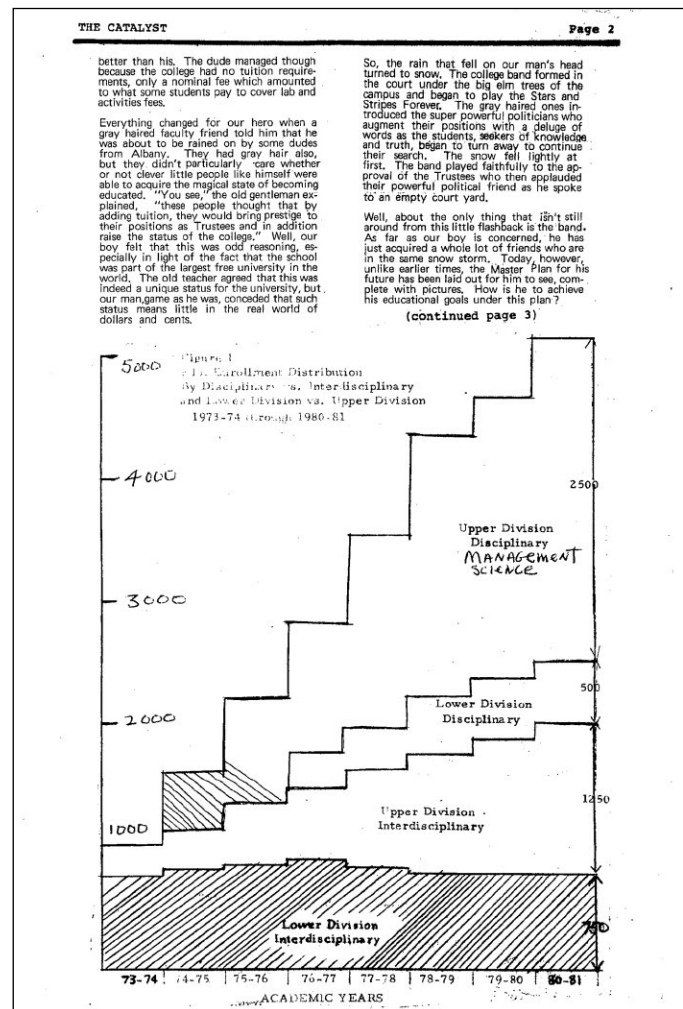 THE CATALYST
Page 2
better than his. The dude managed though
because the college had no tuition require-
ments, only a nominal fee which amounted
to what some students pay to cover lab and
activities fees.
Everything changed for our hero when a
gray haired faculty friend told him that he
was about to be rained on by some dudes
from Albany. They had gray hair also,
but they didn't particularly care whether
or not clever little people like himself were
able to acquire the magical state of becoming
educated. "You see," the old gentleman ex-
plained, "these people thought that by
adding tuition, they would bring prestige to
their positions as Trustees and in addition
raise the status of the college." Well, our
boy felt that this was odd reasoning, es-
pecially in light of the fact that the school
was part of the largest free university in the
world. The old teacher agreed that this was
indeed a unique status for the university, but
our man,game as he was, conceded that such
status means little in the real world of
dollars and cents.
So, the rain that fell on our man's head
turned to snow. The college band formed in
the court under the big elm trees of the
campus and began to play the Stars and
Stripes Forever. The gray haired ones in-
troduced the super powerful politicians who
augment their positions with a deluge of
words as the students, seekers of knowledge
and truth, began to turn away to continue
their search. The snow fell lightly at
first. The band played faithfully to the ap-
proval of the Trustees who then applauded
their powerful political friend as he spoke
to an empty court yard.
Well, about the only thing that isn't still
around from this little flashback is the band.
As far as our boy is concerned, he has
just acquired a whole lot of friends who are
in the same snow storm. Today, however,
unlike earlier times, the Master Plan for his
future has been laid out for him to see, com-
plete with pictures. How is he to achieve
his educational goals under this plan?
(continued page 3)
Figure 1
Enrollment Distribution
By Disciplinary vs. Interdisciplinary
and Lower Division vs. Upper Division
1973-74 through 1980-81
5000
4000
3000
2000
1000
2500
Upper Division
Disciplinary
MANAGEMENT
SCIENCE
500
Lower Division
Disciplinary
1250
Upper Division
Interdisciplinary
750
Lower Division
Interdisciplinary
73-74 74-75 75-76 76-77 77-78 78-79 79-80 80-81
ACADEMIC YEARS